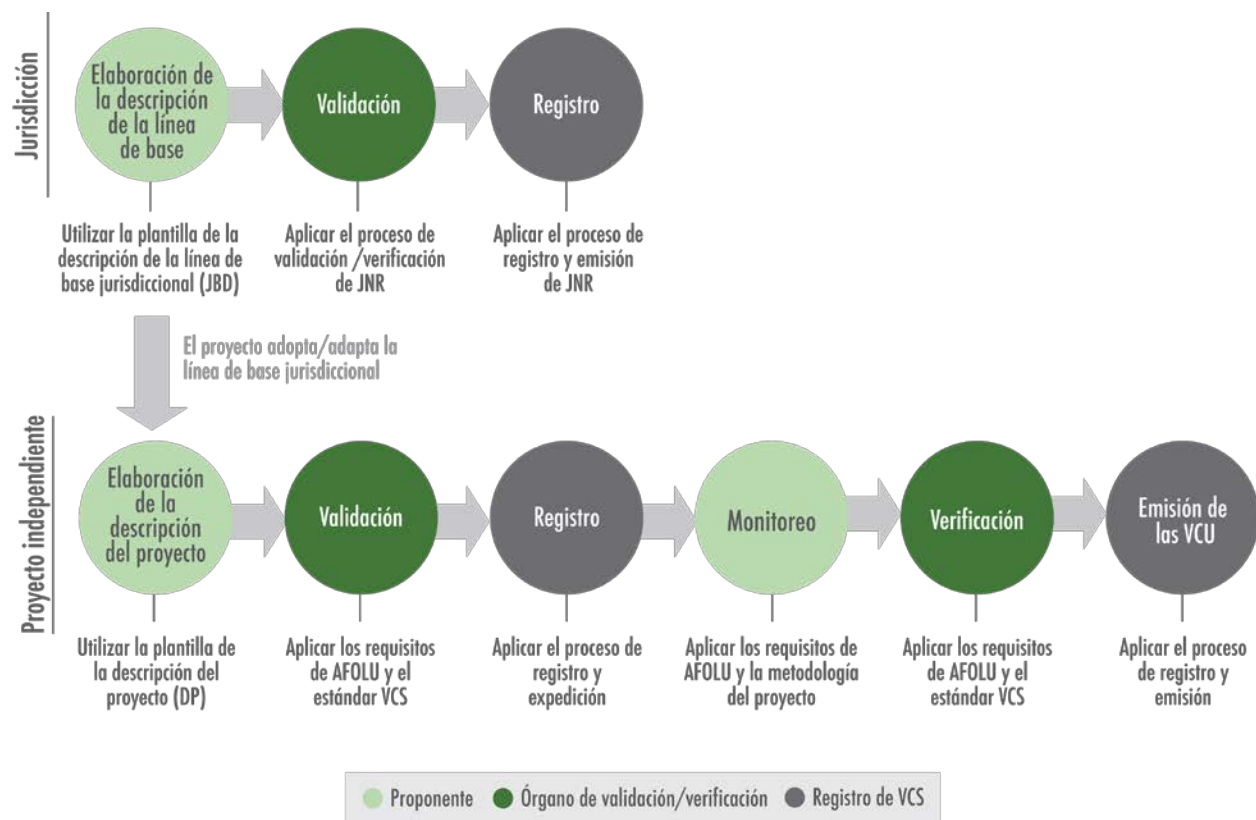 Jurisdicción
Elaboración de
la descripción
de la línea
de base
Validación
Registro
Utilizar la plantilla de la
descripción de la línea de
base jurisdiccional (JBD)
Aplicar el proceso de
validación /verificación
de JNR
Aplicar el proceso de
registro y emisión
de JNR
El proyecto adopta/adapta la
línea de base jurisdiccional
Proyecto independiente
Elaboración
de la
descripción
del proyecto
Validación
Registro
Monitoreo
Verificación
Emisión de
las VCU
Utilizar la plantilla de
la descripción del
proyecto (DP)
Aplicar los requisitos
de AFOLU y el
estándar VCS
Aplicar el proceso de
registro y
expedición
Aplicar los requisitos de
AFOLU y la metodología
del proyecto
Aplicar los requisitos
de AFOLU y el
estándar VCS
Aplicar el proceso
de registro y
emisión
Proponente
Órgano de validación/verificación
Registro de VCS